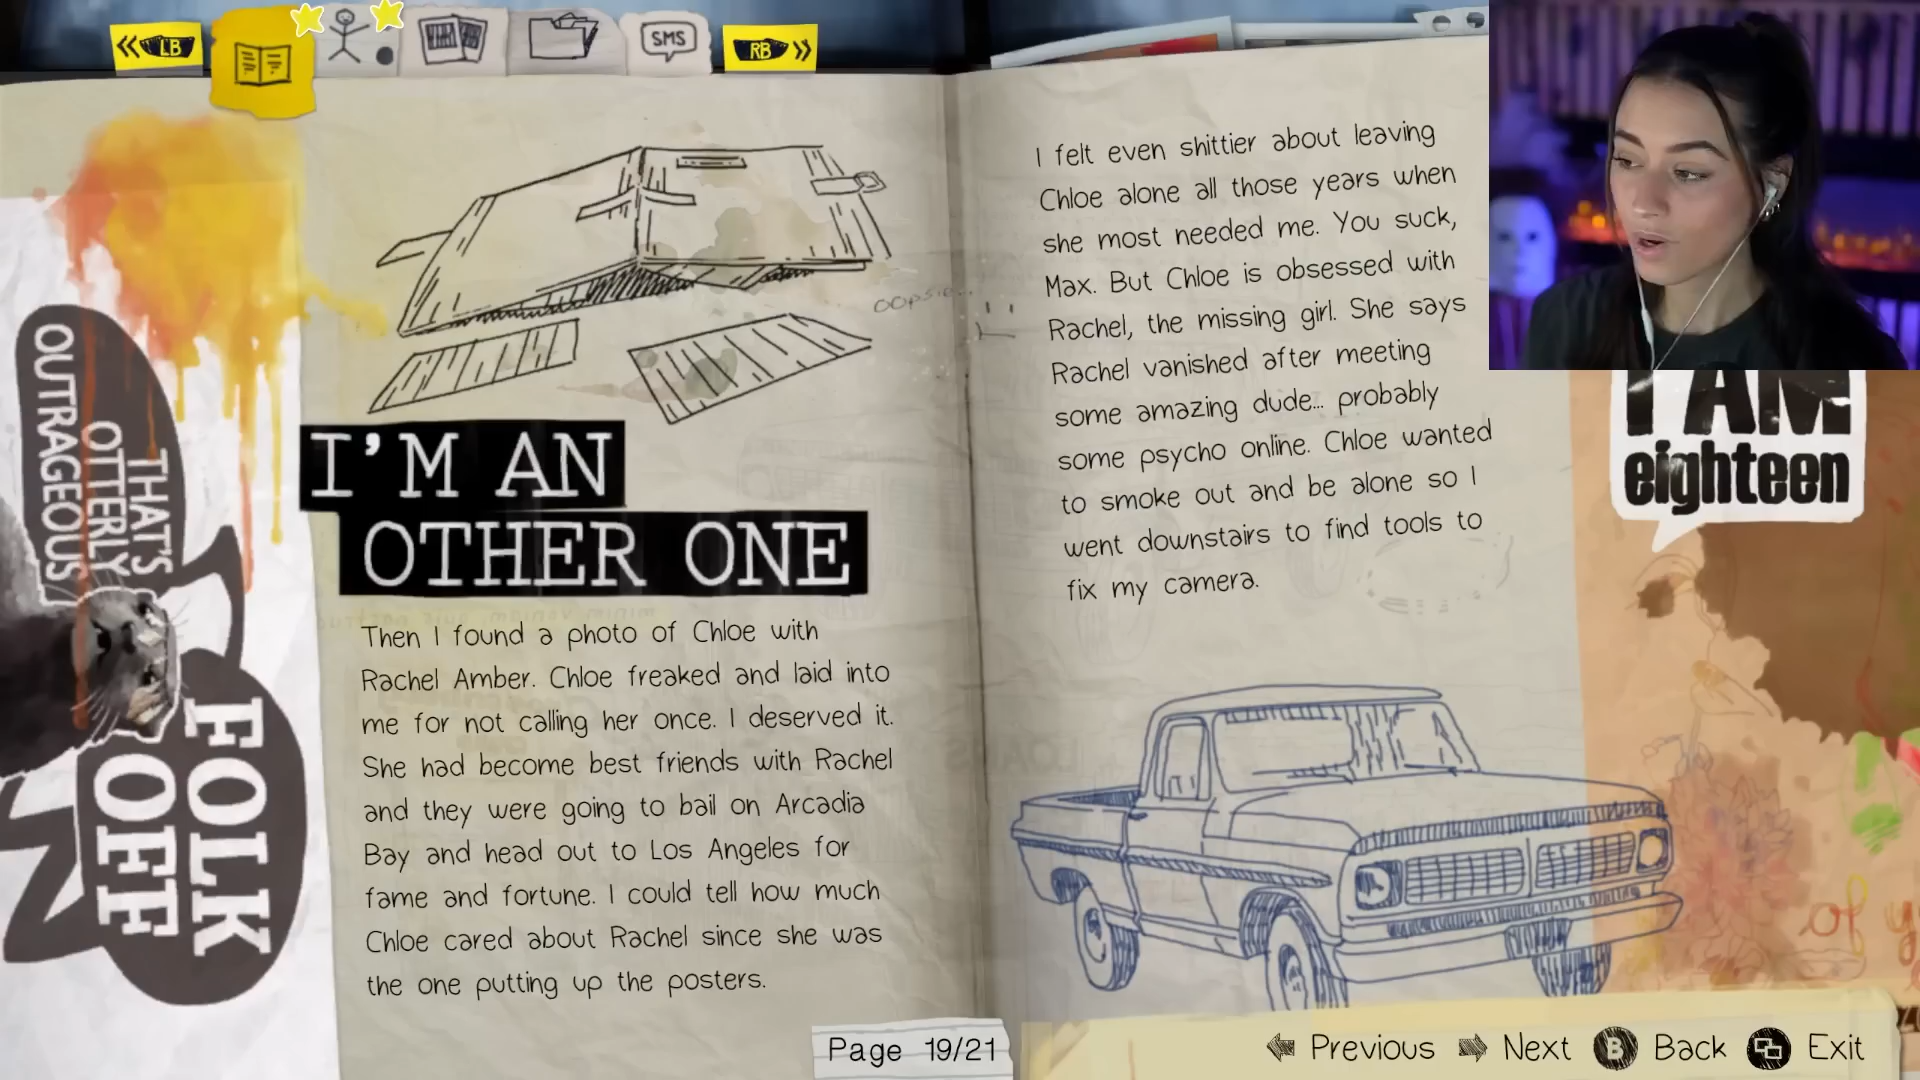 LB
SMS
RB
THAT'S
OTTERLY
OUTRAGEOUS
FOLK
OFF
I'M AN
OTHER ONE
Then I found a photo of Chloe with
Rachel Amber. Chloe freaked and laid into
me for not calling her once. I deserved it.
She had become best friends with Rachel
and they were going to bail on Arcadia
Bay and head out to Los Angeles for
fame and fortune. I could tell how much
Chloe cared about Rachel since she was
the one putting up the posters.
oopsie...
I felt even shittier about leaving
Chloe alone all those years when
she most needed me. You suck,
Max. But Chloe is obsessed with
Rachel, the missing girl. She says
Rachel vanished after meeting
some amazing dude... probably
some psycho online. Chloe wanted
to smoke out and be alone so I
went downstairs to find tools to
fix my camera.
I AM
eighteen
of y
Page 19/21
Previous Next B Back Exit